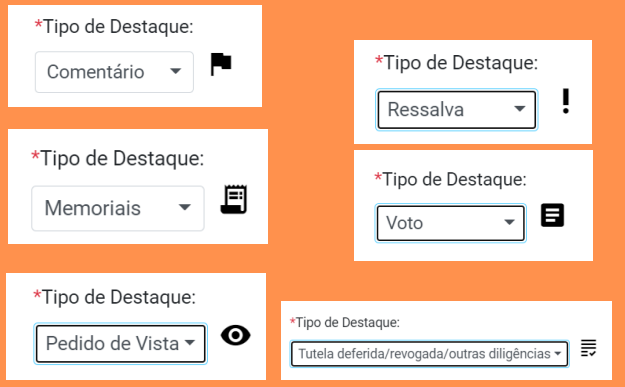 *Tipo de Destaque:
Comentário
*Tipo de Destaque:
Memoriais
*Tipo de Destaque:
Pedido de Vista
*Tipo de Destaque:
Ressalva
*Tipo de Destaque:
Voto
*Tipo de Destaque:
Tutela deferida/revogada/outras diligências